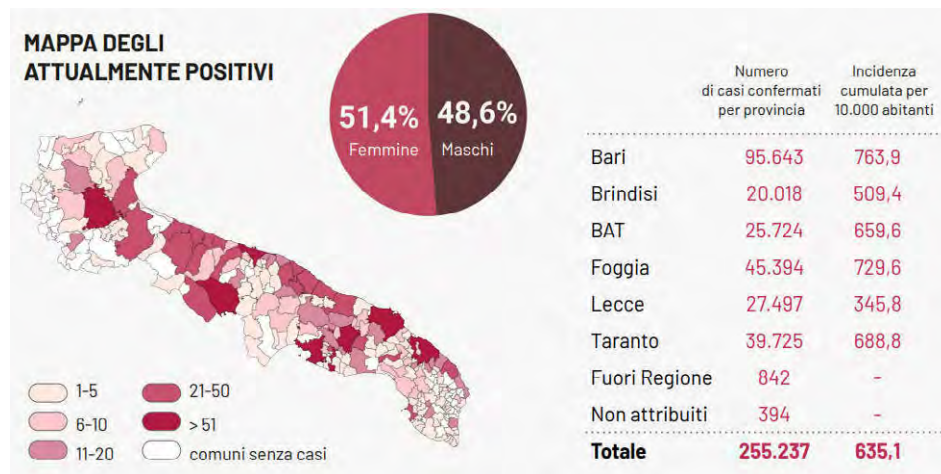 MAPPA DEGLI
ATTUALMENTE POSITIVI
51,4%
Femmine
48,6%
Maschi
1-5
6-10
11-20
21-50
> 51
comuni senza casi
Numero
di casi confermati
per provincia
Incidenza
cumulata per
10.000 abitanti
Bari 95.643 763,9
Brindisi 20.018 509,4
BAT 25.724 659,6
Foggia 45.394 729,6
Lecce 27.497 345,8
Taranto 39.725 688,8
Fuori Regione 842 -
Non attribuiti 394 -
Totale 255.237 635,1